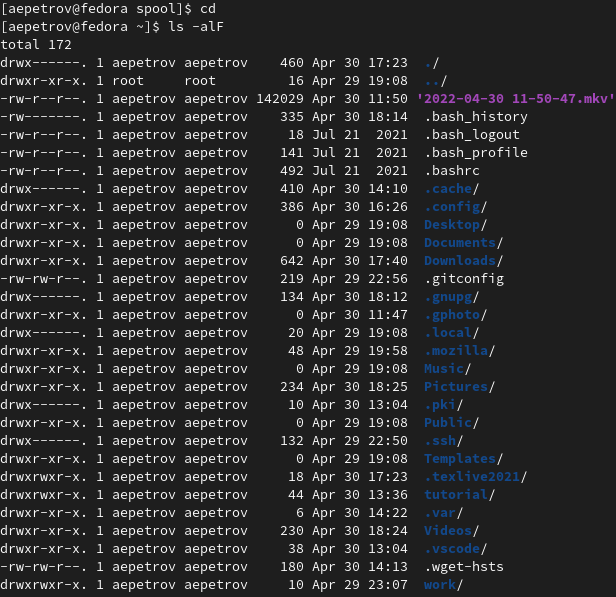 [aepetrov@fedora spool]$ cd
[aepetrov@fedora ~]$ ls -alF
total 172
drwx------. 1 aepetrov aepetrov    460 Apr 30 17:23  ./
drwxr-xr-x. 1 root     root         16 Apr 29 19:08  ../
-rw-r--r--. 1 aepetrov aepetrov 142029 Apr 30 11:50 '2022-04-30 11-50-47.mkv'
-rw-------. 1 aepetrov aepetrov    335 Apr 30 18:14  .bash_history
-rw-r--r--. 1 aepetrov aepetrov     18 Jul 21  2021  .bash_logout
-rw-r--r--. 1 aepetrov aepetrov    141 Jul 21  2021  .bash_profile
-rw-r--r--. 1 aepetrov aepetrov    492 Jul 21  2021  .bashrc
drwx------. 1 aepetrov aepetrov    410 Apr 30 14:10  .cache/
drwxr-xr-x. 1 aepetrov aepetrov    386 Apr 30 16:26  .config/
drwxr-xr-x. 1 aepetrov aepetrov      0 Apr 29 19:08  Desktop/
drwxr-xr-x. 1 aepetrov aepetrov      0 Apr 29 19:08  Documents/
drwxr-xr-x. 1 aepetrov aepetrov    642 Apr 30 17:40  Downloads/
-rw-rw-r--. 1 aepetrov aepetrov    219 Apr 29 22:56  .gitconfig
drwx------. 1 aepetrov aepetrov    134 Apr 30 18:12  .gnupg/
drwxr-xr-x. 1 aepetrov aepetrov      0 Apr 30 11:47  .gphoto/
drwx------. 1 aepetrov aepetrov     20 Apr 29 19:08  .local/
drwxr-xr-x. 1 aepetrov aepetrov     48 Apr 29 19:58  .mozilla/
drwxr-xr-x. 1 aepetrov aepetrov      0 Apr 29 19:08  Music/
drwxr-xr-x. 1 aepetrov aepetrov    234 Apr 30 18:25  Pictures/
drwx------. 1 aepetrov aepetrov     10 Apr 30 13:04  .pki/
drwxr-xr-x. 1 aepetrov aepetrov      0 Apr 29 19:08  Public/
drwx------. 1 aepetrov aepetrov    132 Apr 29 22:50  .ssh/
drwxr-xr-x. 1 aepetrov aepetrov      0 Apr 29 19:08  Templates/
drwxrwxr-x. 1 aepetrov aepetrov     18 Apr 30 17:23  .texlive2021/
drwxrwxr-x. 1 aepetrov aepetrov     44 Apr 30 13:36  tutorial/
drwxr-xr-x. 1 aepetrov aepetrov      6 Apr 30 14:22  .var/
drwxr-xr-x. 1 aepetrov aepetrov    230 Apr 30 18:24  Videos/
drwxr-xr-x. 1 aepetrov aepetrov     38 Apr 30 13:04  .vscode/
-rw-rw-r--. 1 aepetrov aepetrov    180 Apr 30 14:13  .wget-hsts
drwxrwxr-x. 1 aepetrov aepetrov     10 Apr 29 23:07  work/